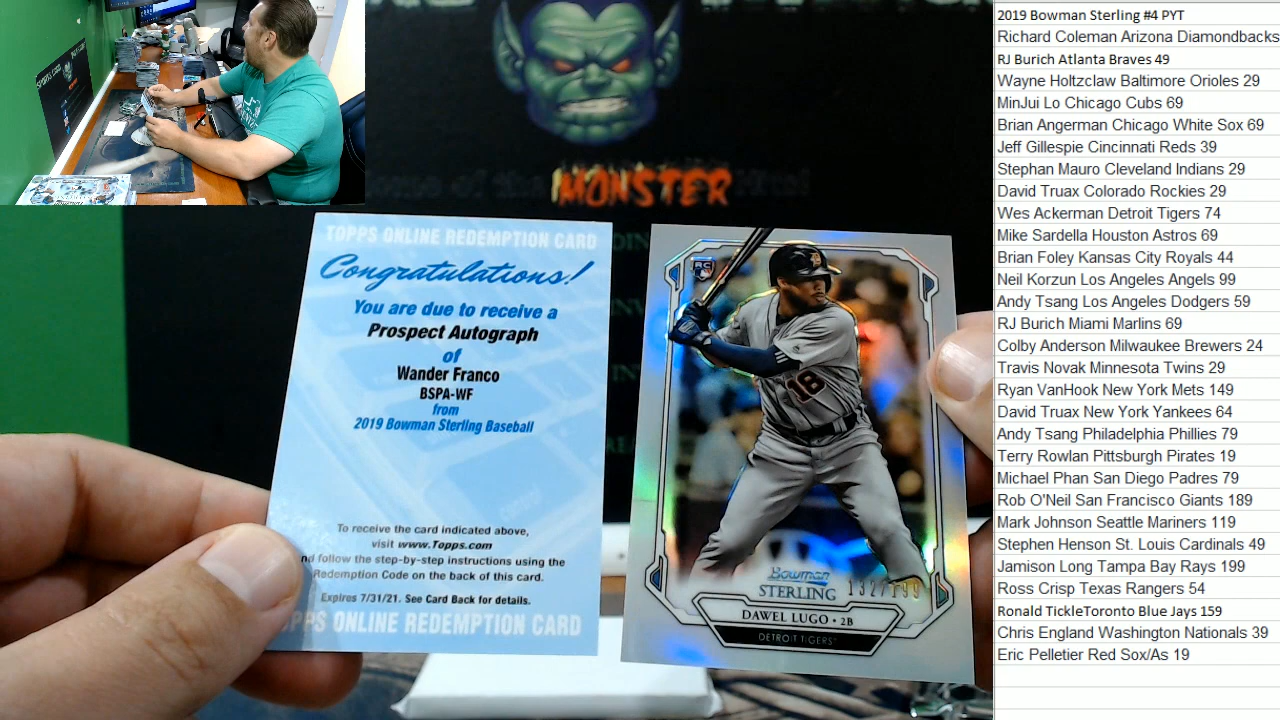 MONSTER
TOPPS ONLINE REDEMPTION CARD
Congratulations!
You are due to receive a
Prospect Autograph
of
Wander Franco
BSPA-WF
from
2019 Bowman Sterling Baseball
To receive the card indicated above,
visit www.Topps.com
nd follow the step-by-step instructions using the
Redemption Code on the back of this card.
Expires 7/31/21. See Card Back for details.
PPS ONLINE REDEMPTION CARD
RC
18
Bowman
STERLING
132/199
DAWEL LUGO • 2B
DETROIT TIGERS
2019 Bowman Sterling #4 PYT
Richard Coleman Arizona Diamondbacks
RJ Burich Atlanta Braves 49
Wayne Holtzclaw Baltimore Orioles 29
MinJui Lo Chicago Cubs 69
Brian Angerman Chicago White Sox 69
Jeff Gillespie Cincinnati Reds 39
Stephan Mauro Cleveland Indians 29
David Truax Colorado Rockies 29
Wes Ackerman Detroit Tigers 74
Mike Sardella Houston Astros 69
Brian Foley Kansas City Royals 44
Neil Korzun Los Angeles Angels 99
Andy Tsang Los Angeles Dodgers 59
RJ Burich Miami Marlins 69
Colby Anderson Milwaukee Brewers 24
Travis Novak Minnesota Twins 29
Ryan VanHook New York Mets 149
David Truax New York Yankees 64
Andy Tsang Philadelphia Phillies 79
Terry Rowlan Pittsburgh Pirates 19
Michael Phan San Diego Padres 79
Rob O'Neil San Francisco Giants 189
Mark Johnson Seattle Mariners 119
Stephen Henson St. Louis Cardinals 49
Jamison Long Tampa Bay Rays 199
Ross Crisp Texas Rangers 54
Ronald TickleToronto Blue Jays 159
Chris England Washington Nationals 39
Eric Pelletier Red Sox/As 19